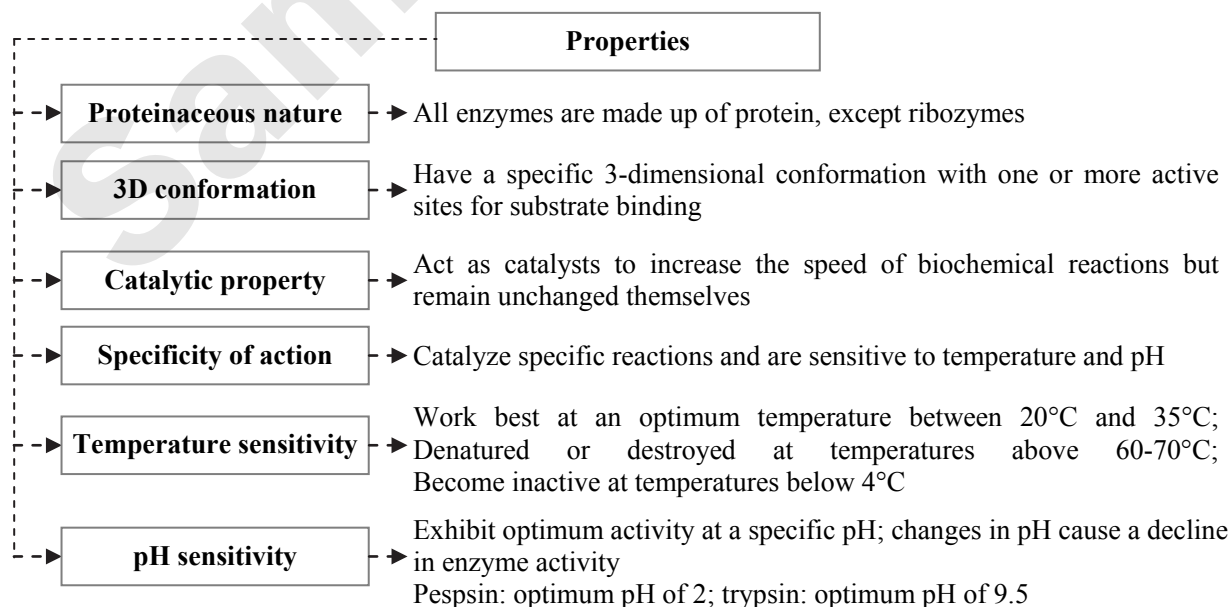 Properties
Proteinaceous nature
All enzymes are made up of protein, except ribozymes
3D conformation
Have a specific 3-dimensional conformation with one or more active
sites for substrate binding
Catalytic property
Act as catalysts to increase the speed of biochemical reactions but
remain unchanged themselves
Specificity of action
Catalyze specific reactions and are sensitive to temperature and pH
Temperature sensitivity
Work best at an optimum temperature between 20°C and 35°C;
Denatured or destroyed at temperatures above 60-70°C;
Become inactive at temperatures below 4°C
pH sensitivity
Exhibit optimum activity at a specific pH; changes in pH cause a decline
in enzyme activity
Pespsin: optimum pH of 2; trypsin: optimum pH of 9.5